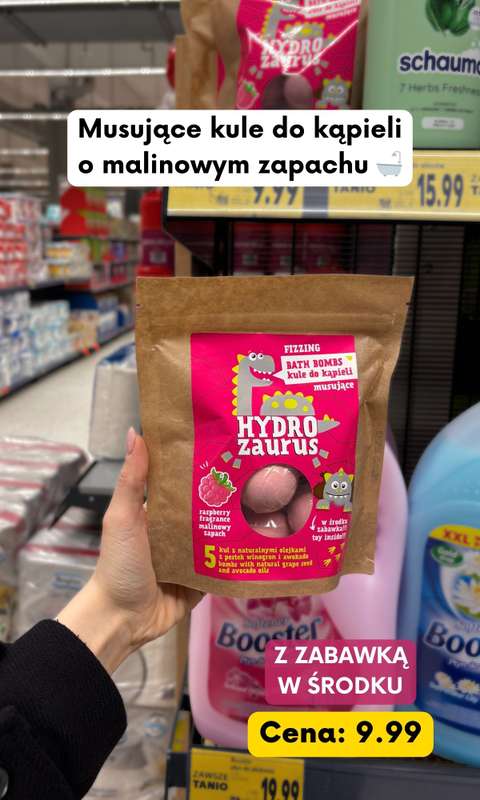 HYDRO
ZAURUS
schauma
7 Herbs Freshness
Musujące kule do kąpieli
o malinowym zapachu
9.99
TANIO
15.99
FIZZING
BATH BOMBS
kule do kąpieli
musujące
HYDRO
ZAURUS
raspberry
fragrance
malinowy
zapach
w środku
zabawka!!!
toy inside!!!
5 kul z naturalnymi olejkami
z pestek winogron i awokado
bombs with natural grape seed
and avocado oils
XXL
Softener
Booster
Boo
Z ZABAWKĄ
W ŚRODKU
Cena: 9.99
ZAWSZE
TANIO
19.99